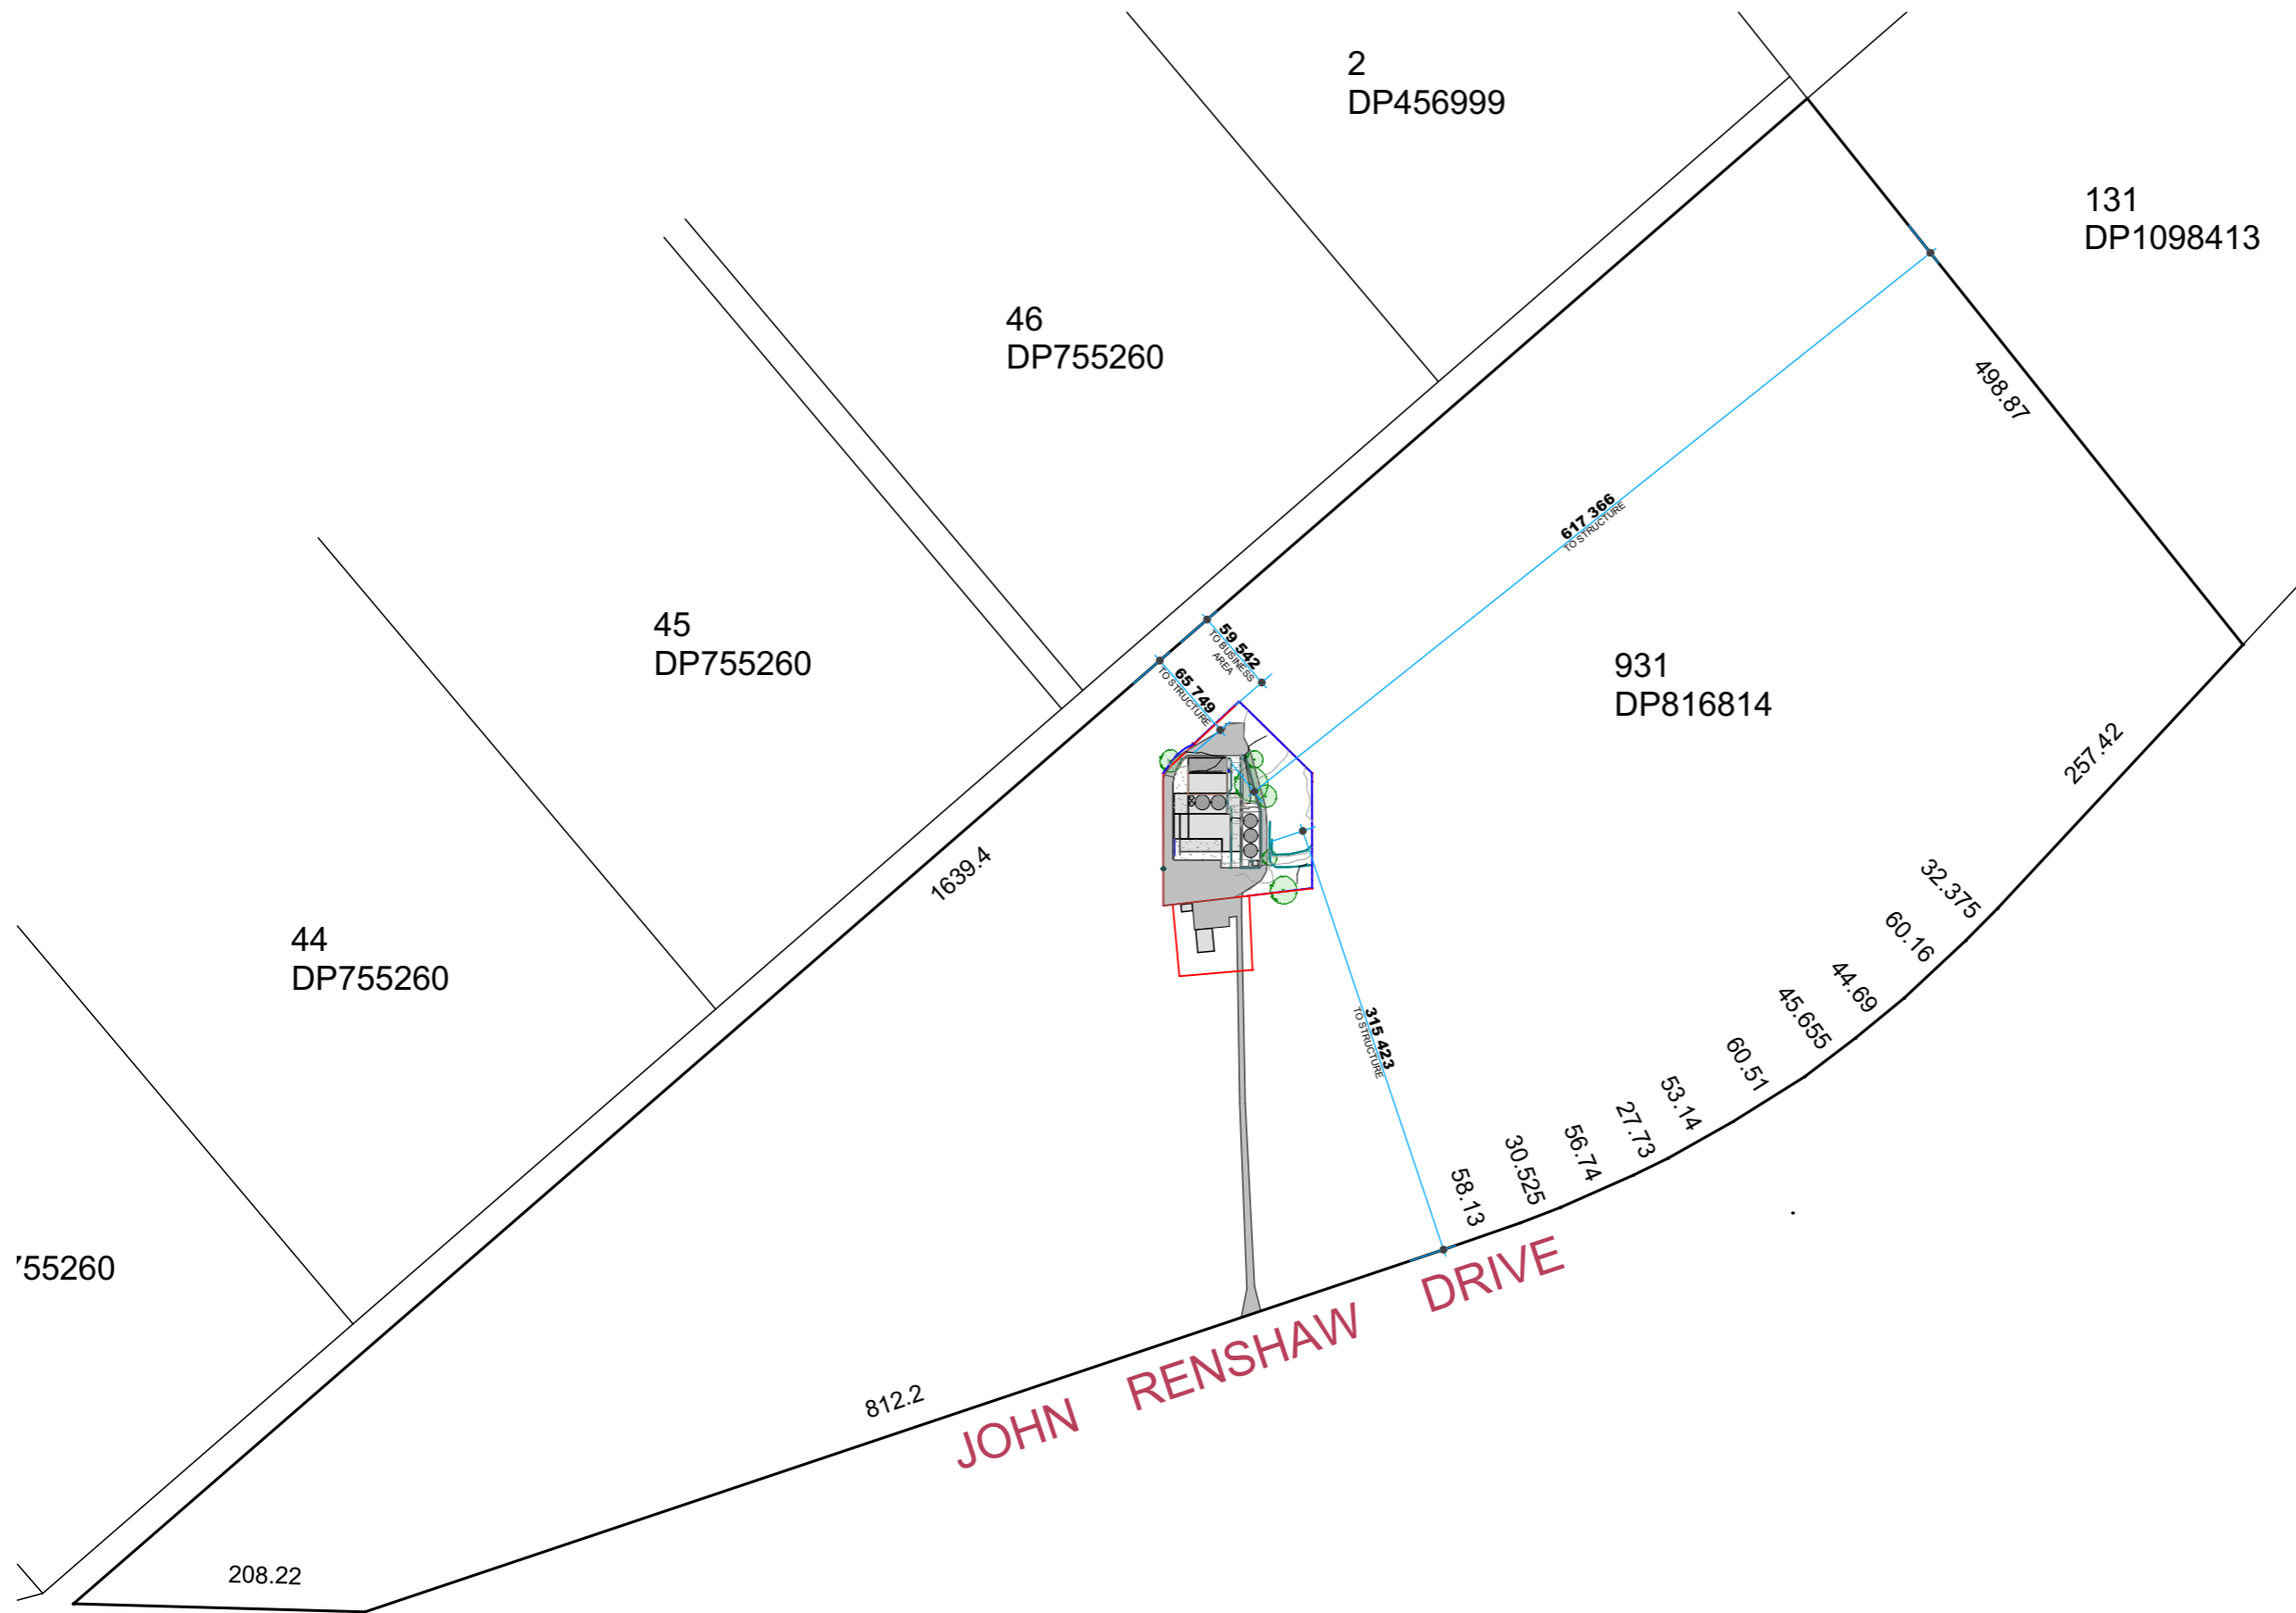 2
DP456999
131
DP1098413
46
DP755260
498.87
617 366
TO STRUCTURE
45
DP755260
59 542
TO BUSINESS
AREA
65 749
TO STRUCTURE
931
DP816814
257.42
1639.4
32.375
60.16
44.69
45.655
60.51
53.14
27.73
56.74
30.525
58.13
44
DP755260
315 423
TO STRUCTURE
755260
JOHN RENSHAW DRIVE
812.2
208.22